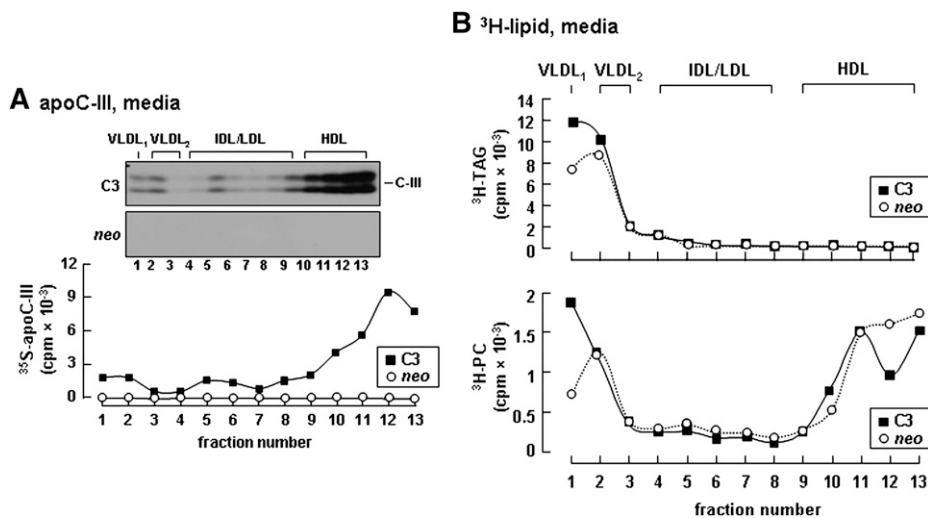 A apoC-III, media
VLDL₁ VLDL₂ IDL/LDL HDL
C3
C-III
neo
1 2 3 4 5 6 7 8 9 10 11 12 13
³⁵S-apoC-III
(cpm × 10⁻³)
12
9
6
3
0
C3
neo
1 2 3 4 5 6 7 8 9 10 11 12 13
fraction number
B ³H-lipid, media
VLDL₁ VLDL₂ IDL/LDL HDL
³H-TAG
(cpm × 10⁻³)
14
12
10
8
6
4
2
0
C3
neo
³H-PC
(cpm × 10⁻³)
2
1.5
1
0.5
0
C3
neo
1 2 3 4 5 6 7 8 9 10 11 12 13
fraction number